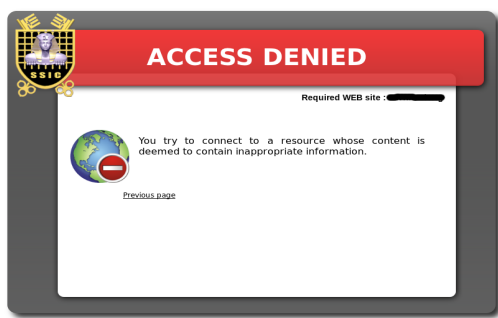 SSIC
ACCESS DENIED
Required WEB site :
You try to connect to a resource whose content is
deemed to contain inappropriate information.
Previous page